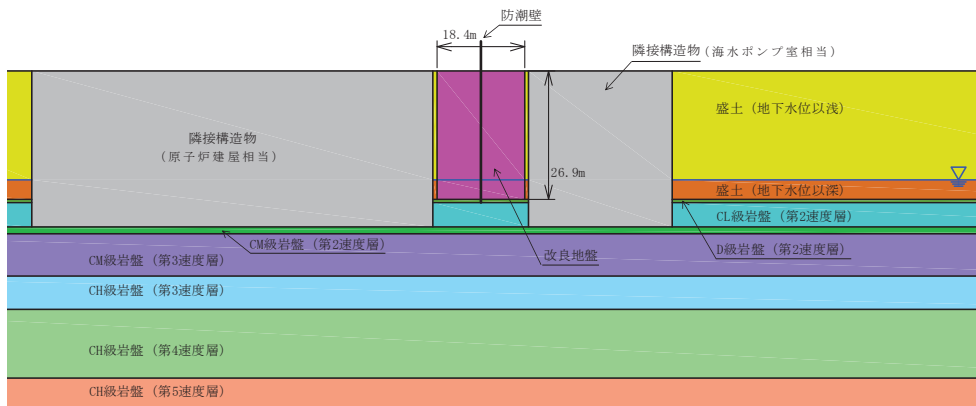 防潮壁
18.4m
隣接構造物(海水ポンプ室相当)
盛土(地下水位以浅)
隣接構造物
(原子炉建屋相当)
26.9m
盛土(地下水位以深)
CL級岩盤(第2速度層)
CM級岩盤(第2速度層)
D級岩盤(第2速度層)
改良地盤
CM級岩盤(第3速度層)
CH級岩盤(第3速度層)
CH級岩盤(第4速度層)
CH級岩盤(第5速度層)